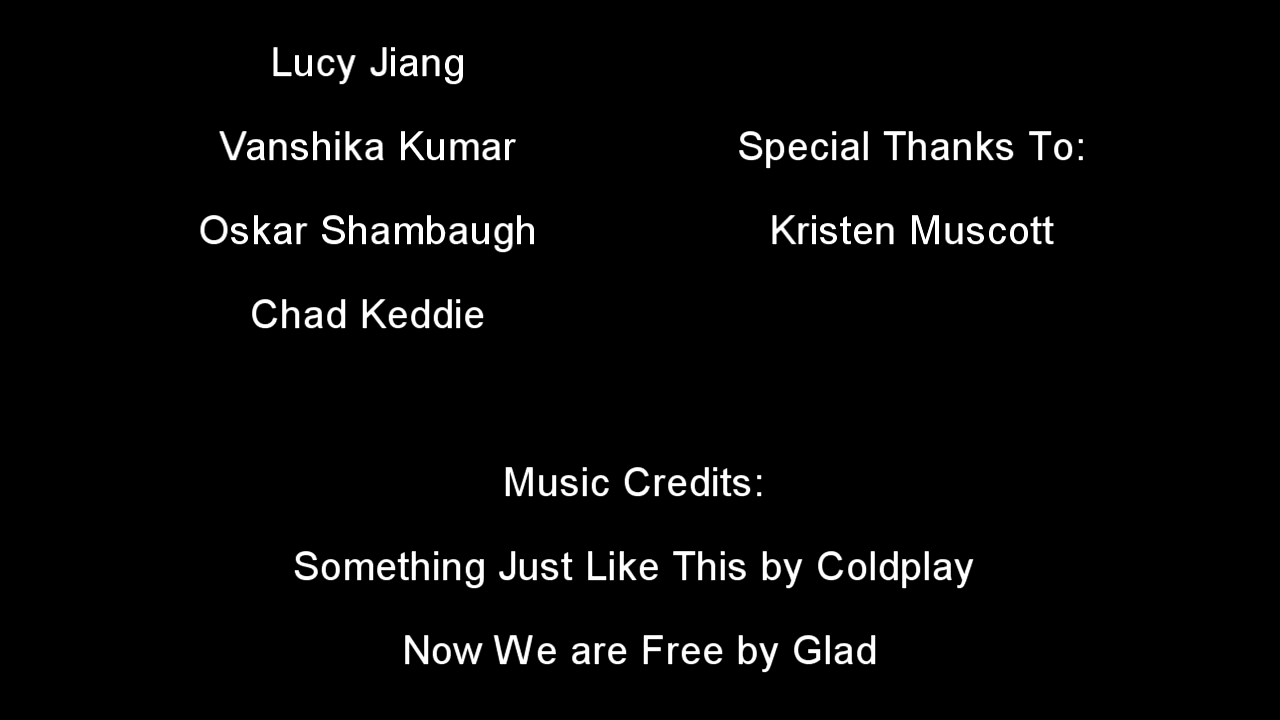 Lucy Jiang
Vanshika Kumar
Oskar Shambaugh
Chad Keddie
Special Thanks To:
Kristen Muscott
Music Credits:
Something Just Like This by Coldplay
Now We are Free by Glad